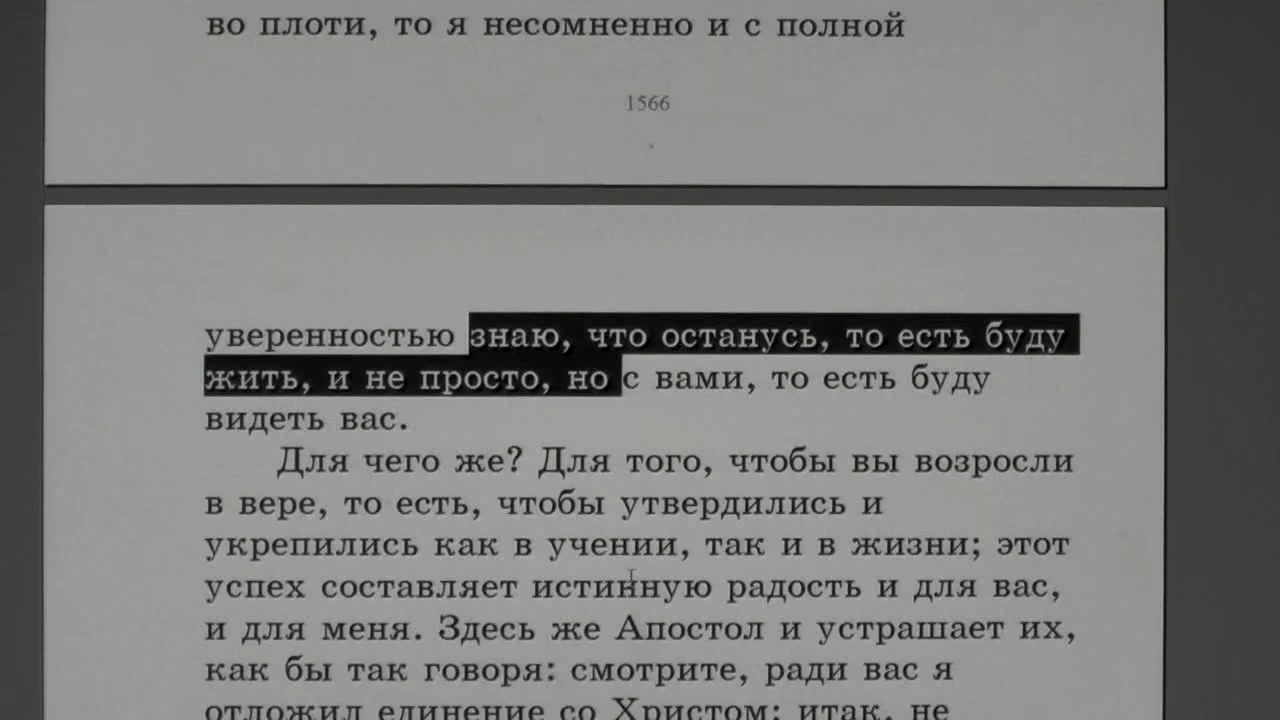 во плоти, то я несомненно и с полной
1566
уверенностью знаю, что останусь, то есть буду
жить, и не просто, но с вами, то есть буду
видеть вас.
Для чего же? Для того, чтобы вы возросли
в вере, то есть, чтобы утвердились и
укрепились как в учении, так и в жизни; этот
успех составляет истинную радость и для вас,
и для меня. Здесь же Апостол и устрашает их,
как бы так говоря: смотрите, ради вас я
отложил единение со Христом; итак, не